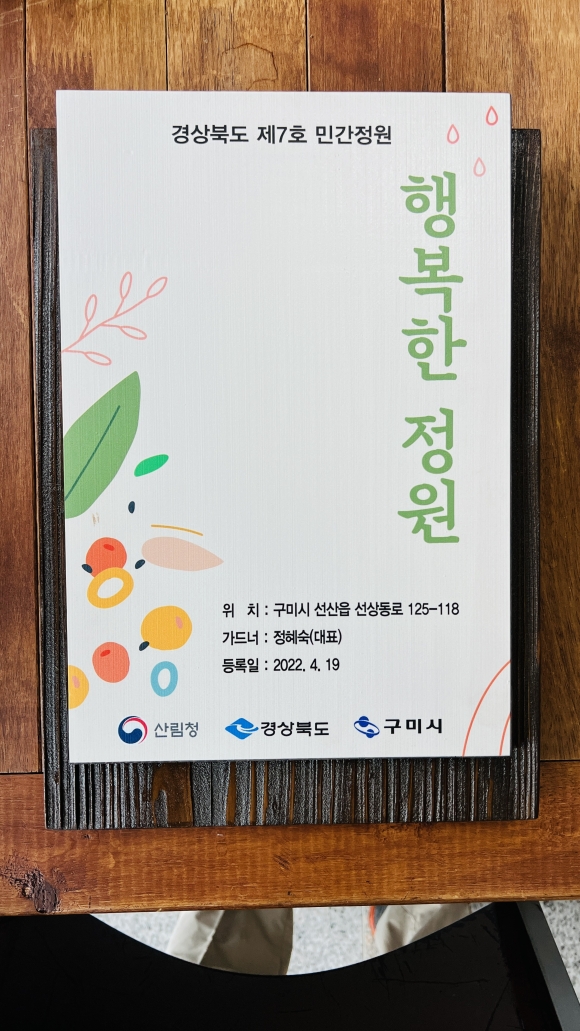 경상북도 제7호 민간정원
행복한 정원
위 치 : 구미시 선산읍 선상동로 125-118
가드너 : 정혜숙(대표)
등록일 : 2022. 4. 19
산림청 경상북도 구미시